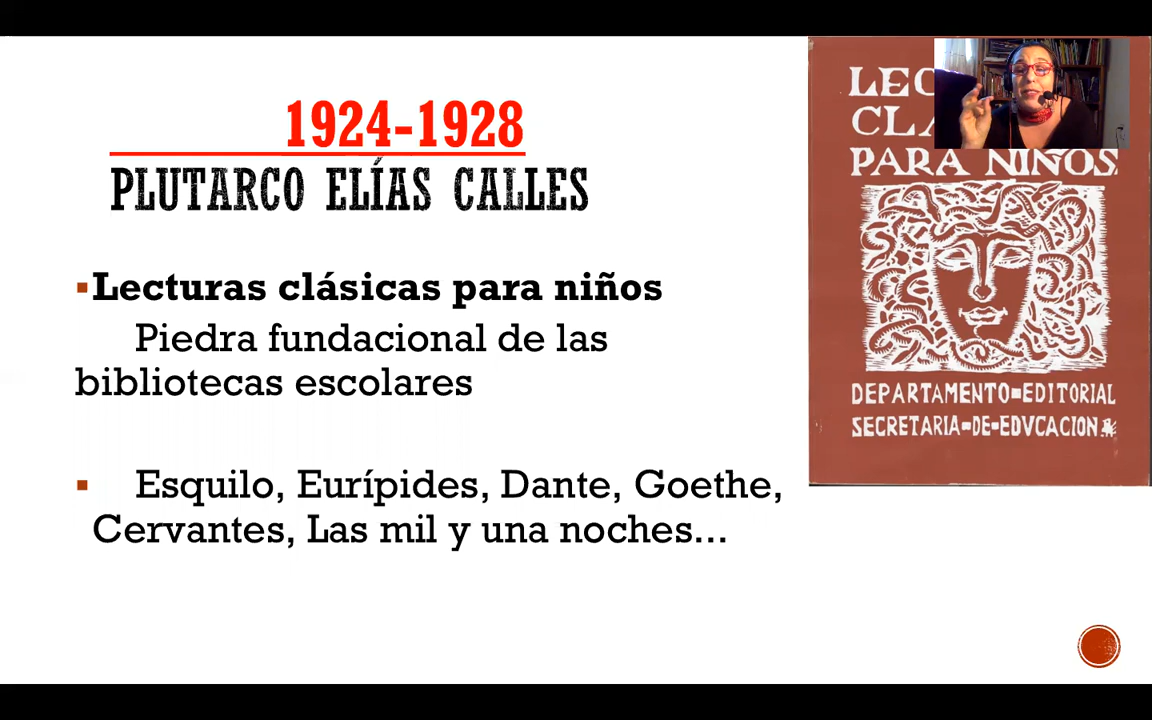 1924-1928
PLUTARCO ELÍAS CALLES
▪Lecturas clásicas para niños
Piedra fundacional de las
bibliotecas escolares
▪ Esquilo, Eurípides, Dante, Goethe,
Cervantes, Las mil y una noches...
PARA NIÑOS
DEPARTAMENTO=EDITORIAL
SECRETARIA-DE-EDVCACION